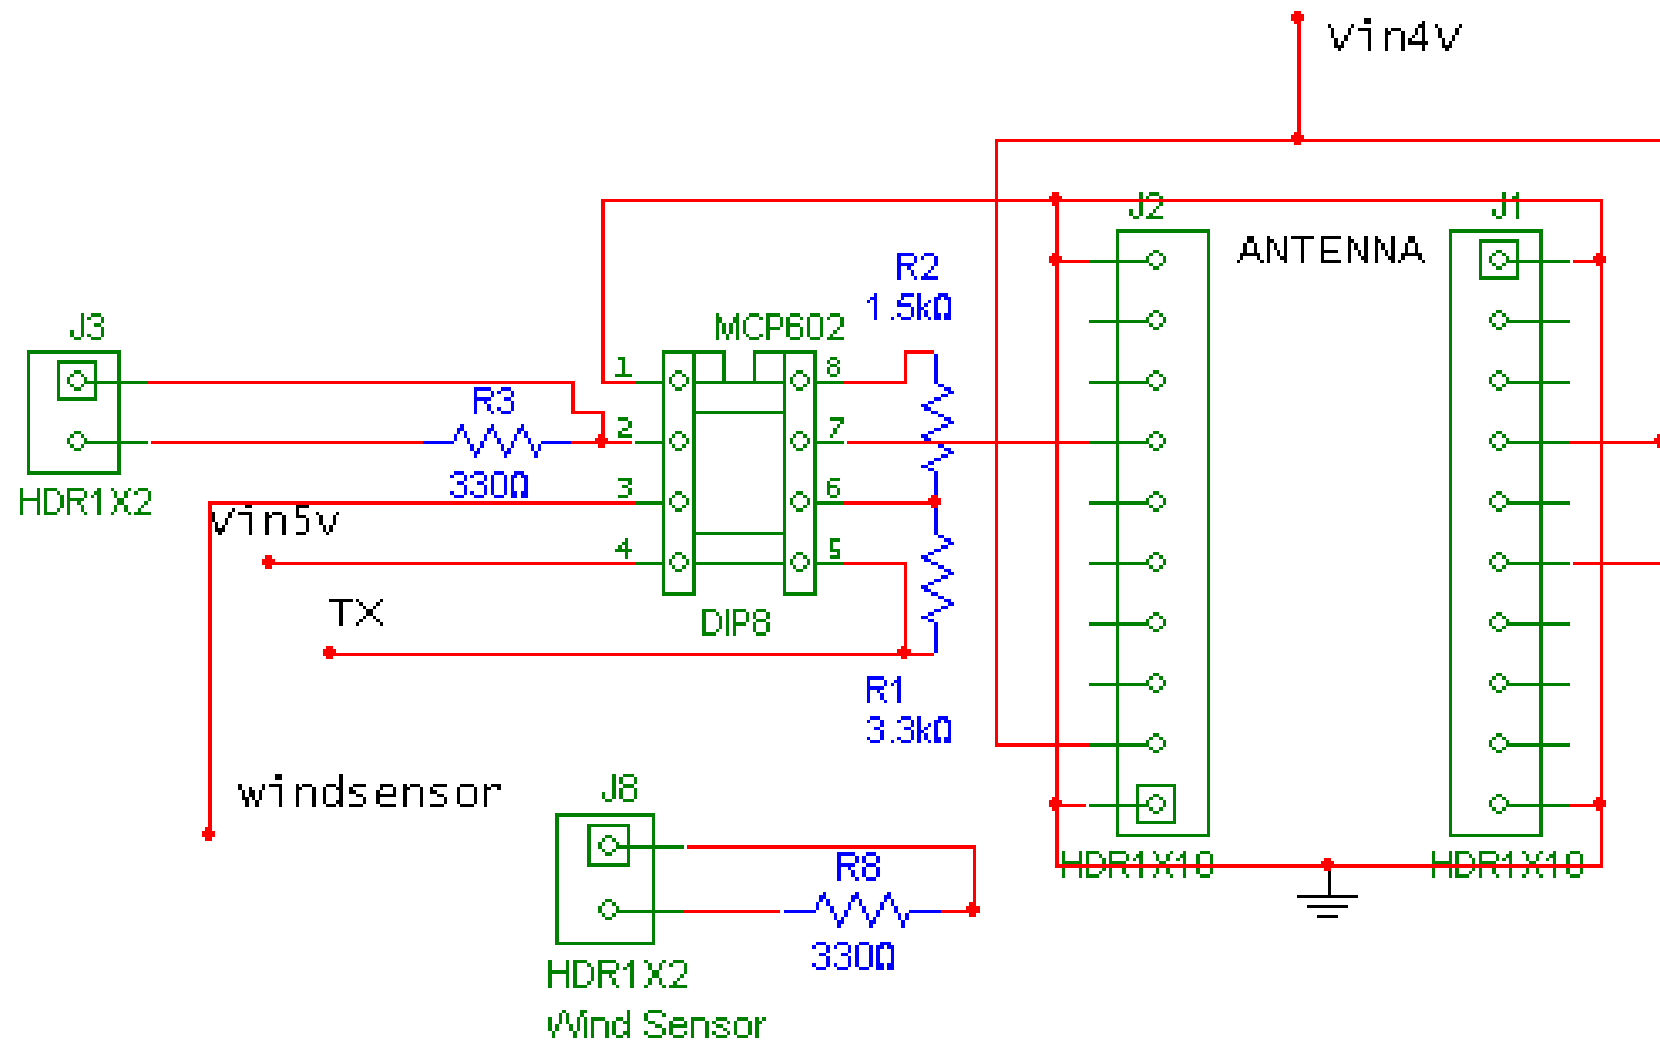 Vin4v
J2
J1
ANTENNA
R2
1.5kΩ
J3
MCP602
1
8
R3
2
7
330Ω
3
6
HDR1X2
Vin5v
4
5
TX
DIP8
R1
3.3kΩ
windsensor
J8
R8
HDR1X10
HDR1X10
330Ω
HDR1X2
Wind Sensor